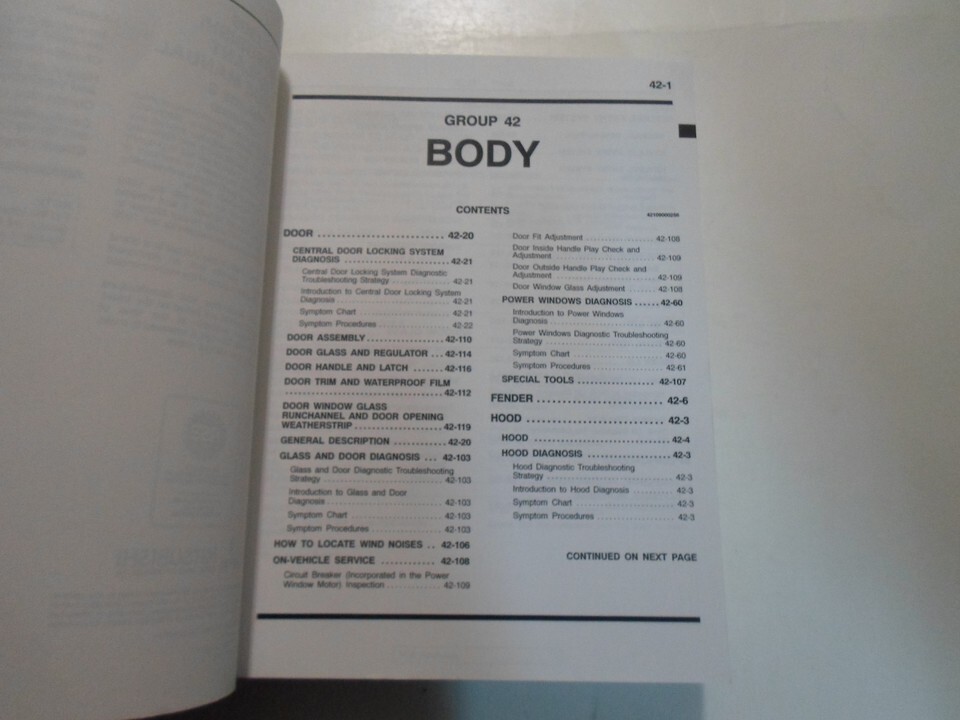 42-1
GROUP 42
BODY
CONTENTS
DOOR .......................... 42-20
CENTRAL DOOR LOCKING SYSTEM
DIAGNOSIS ...................... 42-21
Central Door Locking System Diagnostic
Troubleshooting Strategy ............. 42-21
Introduction to Central Door Locking System
Diagnosis ........................ 42-21
Symptom Chart .................... 42-21
Symptom Procedures ............... 42-22
DOOR ASSEMBLY ................. 42-110
DOOR GLASS AND REGULATOR ... 42-114
DOOR HANDLE AND LATCH ....... 42-116
DOOR TRIM AND WATERPROOF FILM
.................................. 42-112
DOOR WINDOW GLASS
RUNCHANNEL AND DOOR OPENING
WEATHERSTRIP ................... 42-119
GENERAL DESCRIPTION ............ 42-20
GLASS AND DOOR DIAGNOSIS ... 42-103
Glass and Door Diagnostic Troubleshooting
Strategy ......................... 42-103
Introduction to Glass and Door
Diagnosis ........................ 42-103
Symptom Chart ................... 42-103
Symptom Procedures .............. 42-103
HOW TO LOCATE WIND NOISES .. 42-106
ON-VEHICLE SERVICE ............ 42-108
Circuit Breaker (Incorporated in the Power
Window Motor) Inspection ............. 42-109
Door Fit Adjustment .................. 42-108
Door Inside Handle Play Check and
Adjustment ......................... 42-109
Door Outside Handle Play Check and
Adjustment ......................... 42-109
Door Window Glass Adjustment ....... 42-108
POWER WINDOWS DIAGNOSIS ...... 42-60
Introduction to Power Windows
Diagnosis .......................... 42-60
Power Windows Diagnostic Troubleshooting
Strategy ........................... 42-60
Symptom Chart ...................... 42-60
Symptom Procedures ................. 42-61
SPECIAL TOOLS ................. 42-107
FENDER ........................ 42-6
HOOD .......................... 42-3
HOOD .......................... 42-4
HOOD DIAGNOSIS ................ 42-3
Hood Diagnostic Troubleshooting
Strategy .......................... 42-3
Introduction to Hood Diagnosis .......... 42-3
Symptom Chart ..................... 42-3
Symptom Procedures ................ 42-3
CONTINUED ON NEXT PAGE